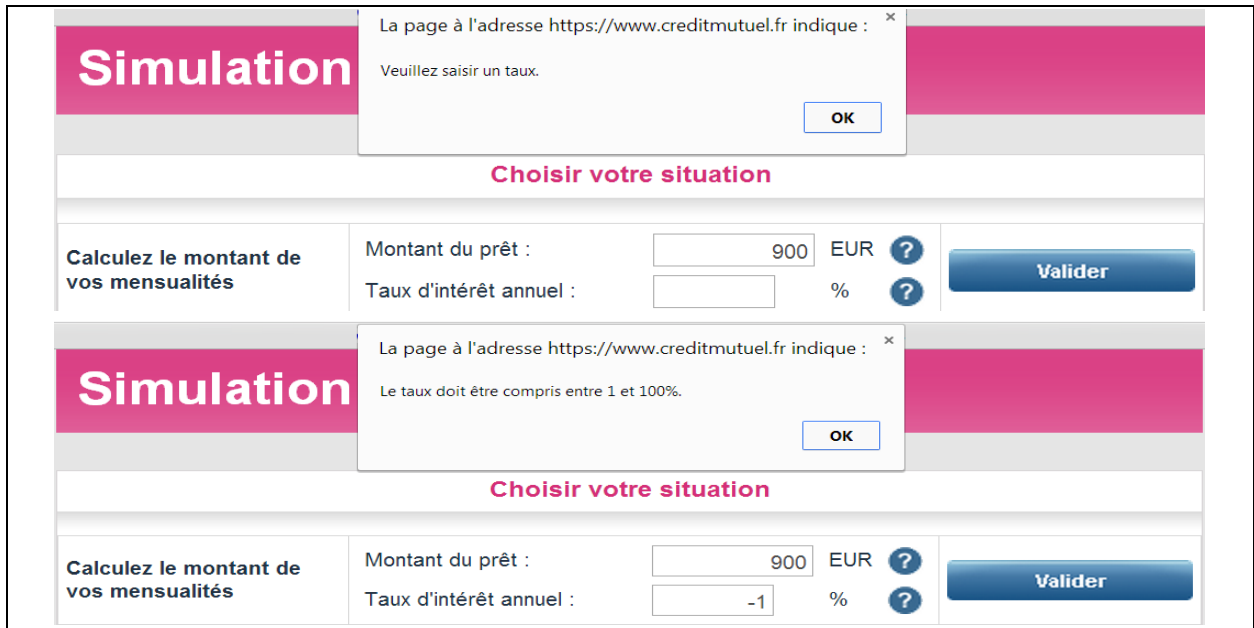 La page à l'adresse https://www.creditmutuel.fr indique : ×
Simulation
Veuillez saisir un taux.
OK
Choisir votre situation
Calculez le montant de vos mensualités
Montant du prêt : 900 EUR ?
Taux d'intérêt annuel : % ?
Valider
La page à l'adresse https://www.creditmutuel.fr indique : ×
Simulation
Le taux doit être compris entre 1 et 100%.
OK
Choisir votre situation
Calculez le montant de vos mensualités
Montant du prêt : 900 EUR ?
Taux d'intérêt annuel : -1 % ?
Valider